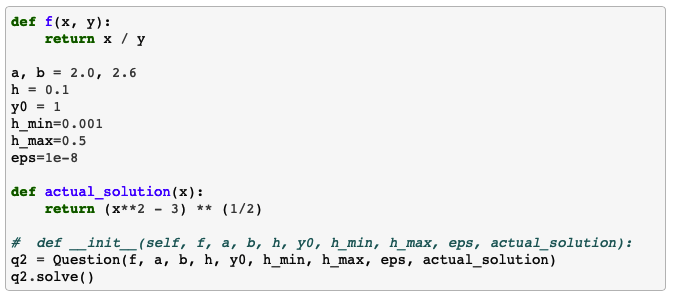 def f(x, y):
    return x / y

a, b = 2.0, 2.6
h = 0.1
y0 = 1
h_min=0.001
h_max=0.5
eps=1e-8

def actual_solution(x):
    return (x**2 - 3) ** (1/2)

#  def __init__(self, f, a, b, h, y0, h_min, h_max, eps, actual_solution):
q2 = Question(f, a, b, h, y0, h_min, h_max, eps, actual_solution)
q2.solve()